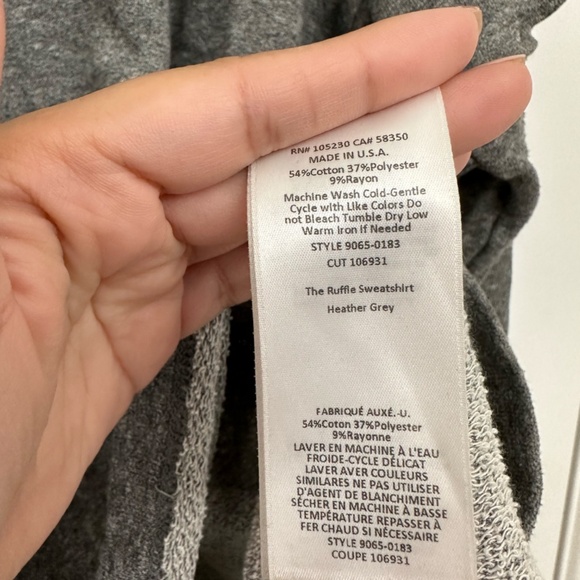 RN# 105230 CA# 58350
MADE IN U.S.A.
54%Cotton 37%Polyester
9%Rayon
Machine Wash Cold-Gentle
Cycle with Like Colors Do
not Bleach Tumble Dry Low
Warm Iron if Needed
STYLE 9065-0183
CUT 106931
The Ruffle Sweatshirt
Heather Grey
FABRIQUÉ AUXÉ.-U.
54%Coton 37%Polyester
9%Rayonne
LAVER EN MACHINE À L'EAU
FROIDE-CYCLE DÉLICAT
LAVER AVER COULEURS
SIMILARES NE PAS UTILISER
D'AGENT DE BLANCHIMENT
SÉCHER EN MACHINE À BASSE
TEMPÉRATURE REPASSER À
FER CHAUD SI NÉCESSAIRE
STYLE 9065-0183
COUPE 106931